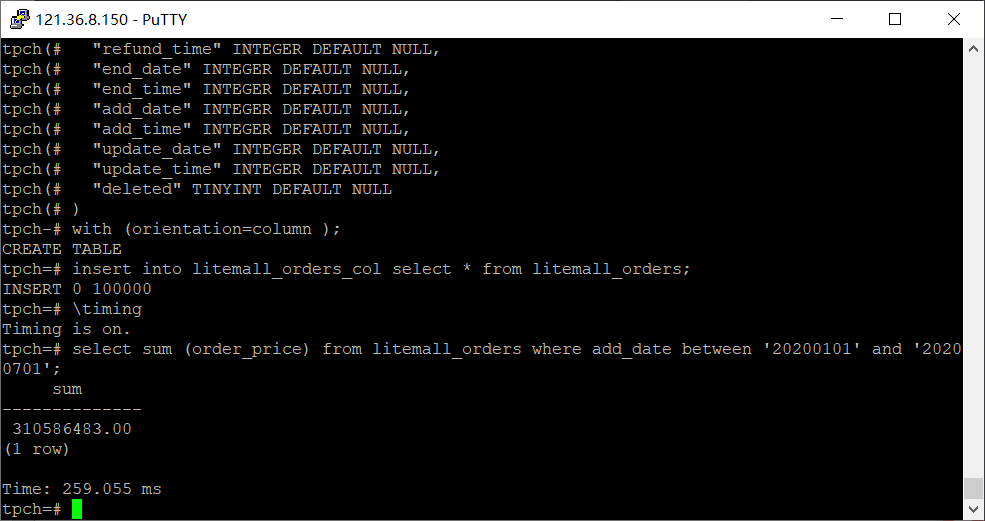 121.36.8.150 - PuTTY
tpch(#   "refund_time" INTEGER DEFAULT NULL,
tpch(#   "end_date" INTEGER DEFAULT NULL,
tpch(#   "end_time" INTEGER DEFAULT NULL,
tpch(#   "add_date" INTEGER DEFAULT NULL,
tpch(#   "add_time" INTEGER DEFAULT NULL,
tpch(#   "update_date" INTEGER DEFAULT NULL,
tpch(#   "update_time" INTEGER DEFAULT NULL,
tpch(#   "deleted" TINYINT DEFAULT NULL
tpch(# )
tpch-# with (orientation=column );
CREATE TABLE
tpch=# insert into litemall_orders_col select * from litemall_orders;
INSERT 0 100000
tpch=# \timing
Timing is on.
tpch=# select sum (order_price) from litemall_orders where add_date between '20200101' and '2020
0701';
     sum
--------------
 310586483.00
(1 row)

Time: 259.055 ms
tpch=#